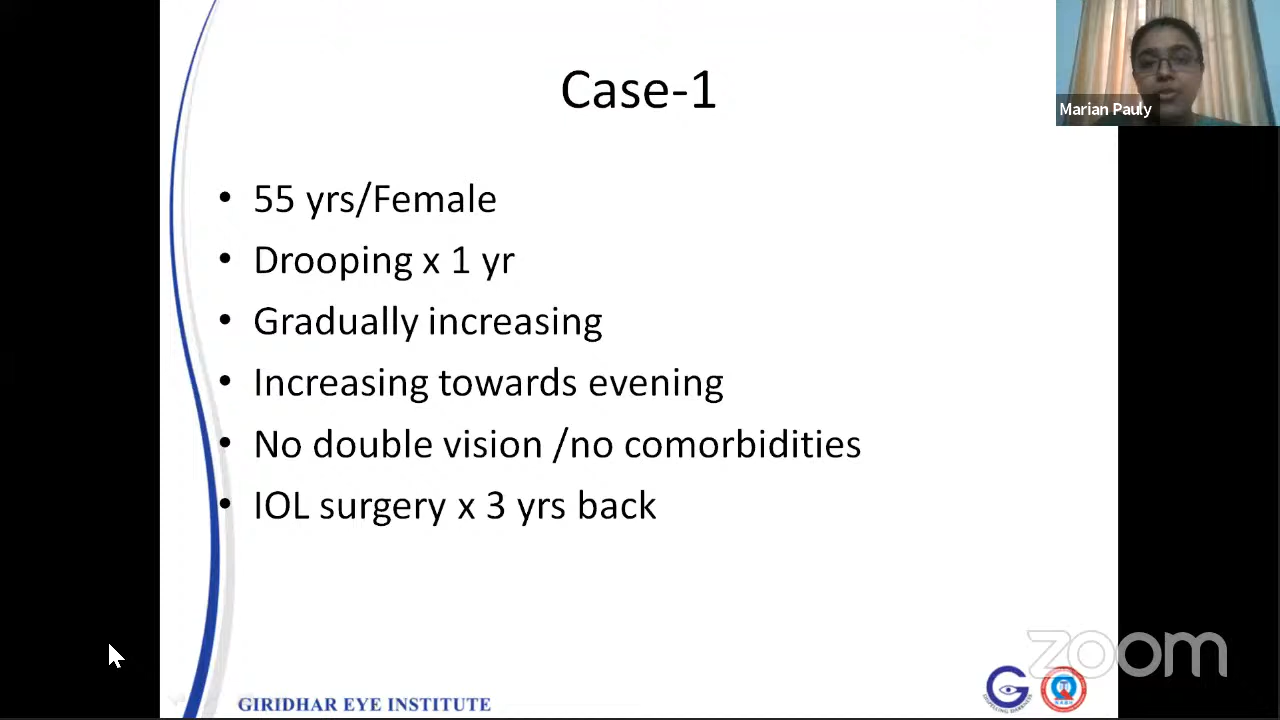 Case-1
Marian Pauly
• 55 yrs/Female
• Drooping x 1 yr
• Gradually increasing
• Increasing towards evening
• No double vision /no comorbidities
• IOL surgery x 3 yrs back
zoom
GIRIDHAR EYE INSTITUTE